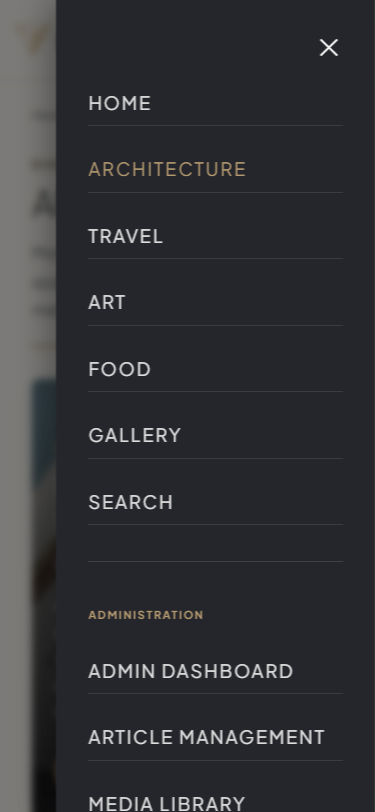 HOME
ARCHITECTURE
TRAVEL
ART
FOOD
GALLERY
SEARCH
ADMINISTRATION
ADMIN DASHBOARD
ARTICLE MANAGEMENT
MEDIA LIBRARY